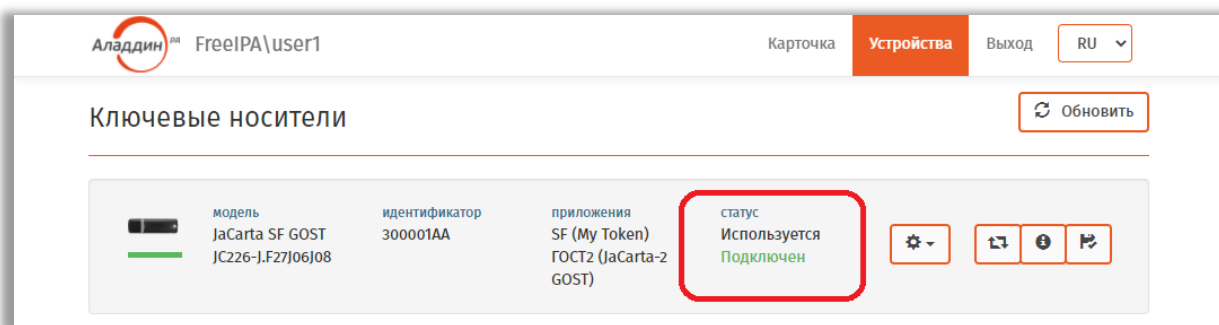 Аладдин РД
FreeIPA\user1
Карточка
Устройства
Выход
RU
Ключевые носители
Обновить
модель
JaCarta SF GOST
JC226-J.F27J06J08
идентификатор
300001AA
приложения
SF (My Token)
ГОСТ2 (JaCarta-2
GOST)
статус
Используется
Подключен